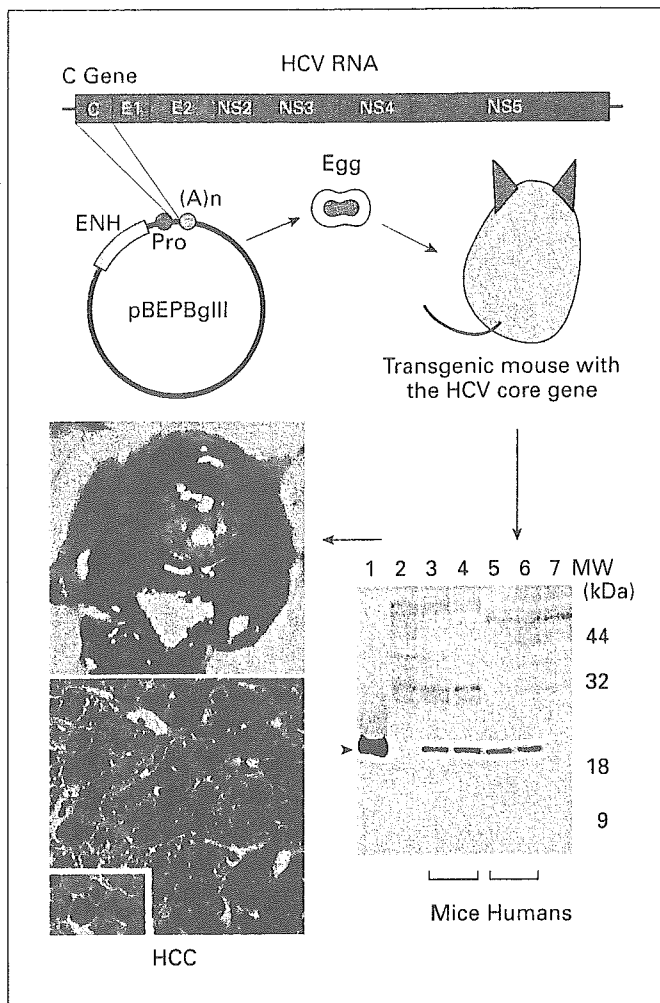 HCV RNA
C Gene
C E1 E2 NS2 NS3 NS4 NS5
Egg
(A)n
ENH
Pro
pBEPBglII
Transgenic mouse with
the HCV core gene
1 2 3 4 5 6 7 MW
(kDa)
44
32
18
9
Mice Humans
HCC